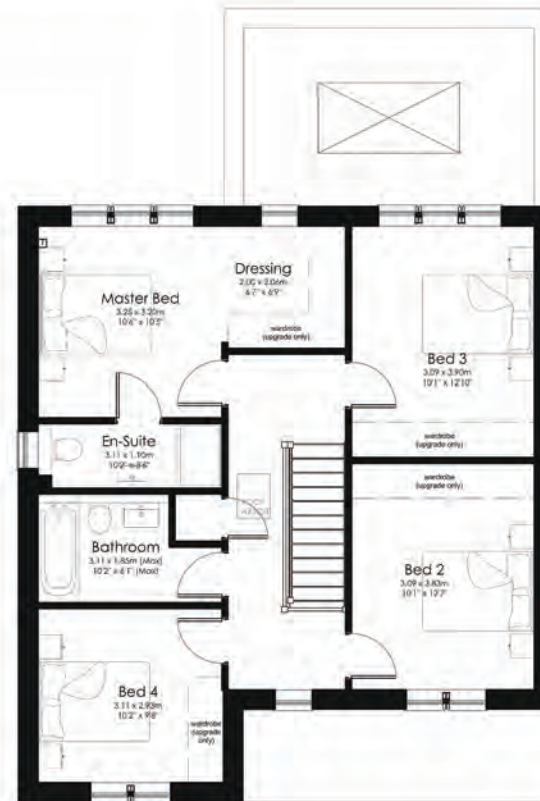 Dressing
2.00 x 2.06m
6'7" x 6'9"
wardrobe
(upgrade only)
Master Bed
3.25 x 3.20m
10'6" x 10'5"
Bed 3
3.09 x 3.90m
10'1" x 12'10"
wardrobe
(upgrade only)
En-Suite
3.11 x 1.10m
wardrobe
(upgrade only)
Bathroom
3.11 x 1.85m (Max)
10'2" x 6'1" (Max)
Bed 2
3.09 x 3.83m
10'1" x 12'7"
Bed 4
3.11 x 2.93m
10'2" x 9'8"
wardrobe
(upgrade
only)